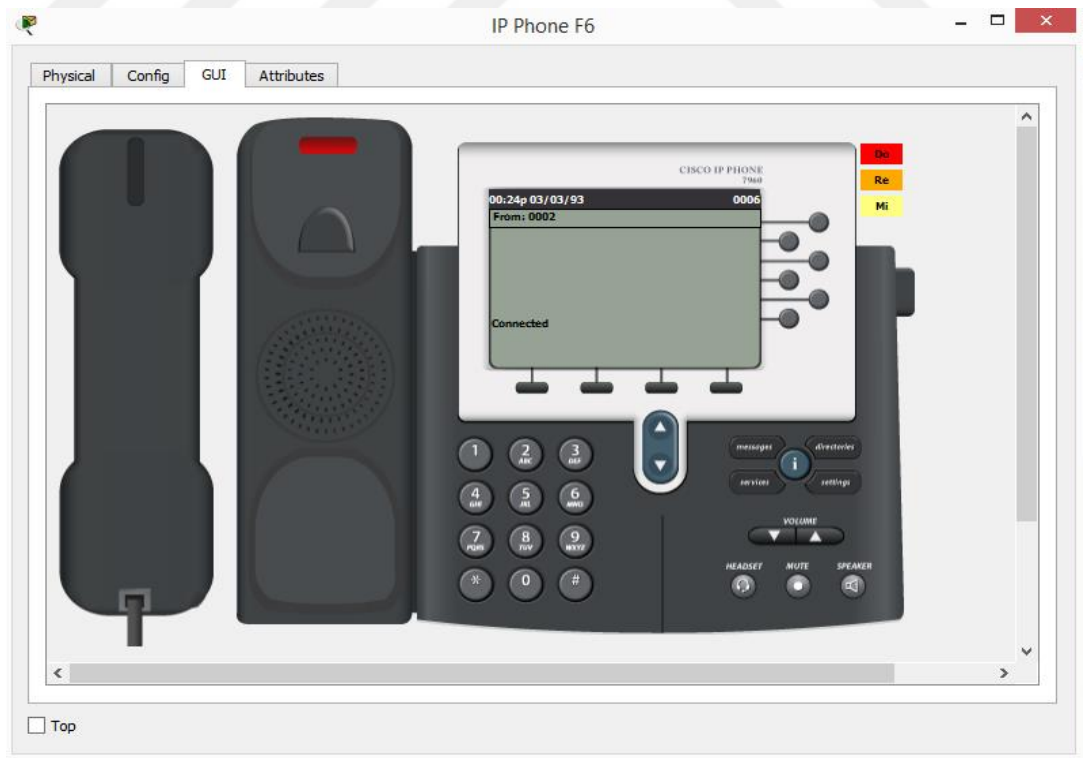 IP Phone F6
Physical Config GUI Attributes
CISCO IP PHONE
7960
Do
Re
Mi
00:24p 03/03/93 0006
From: 0002
Connected
1 2 ABC 3 DEF
4 GHI 5 JKL 6 MNO
7 PQRS 8 TUV 9 WXYZ
* 0 #
messages directories
i
services settings
VOLUME
HEADSET MUTE SPEAKER
Top